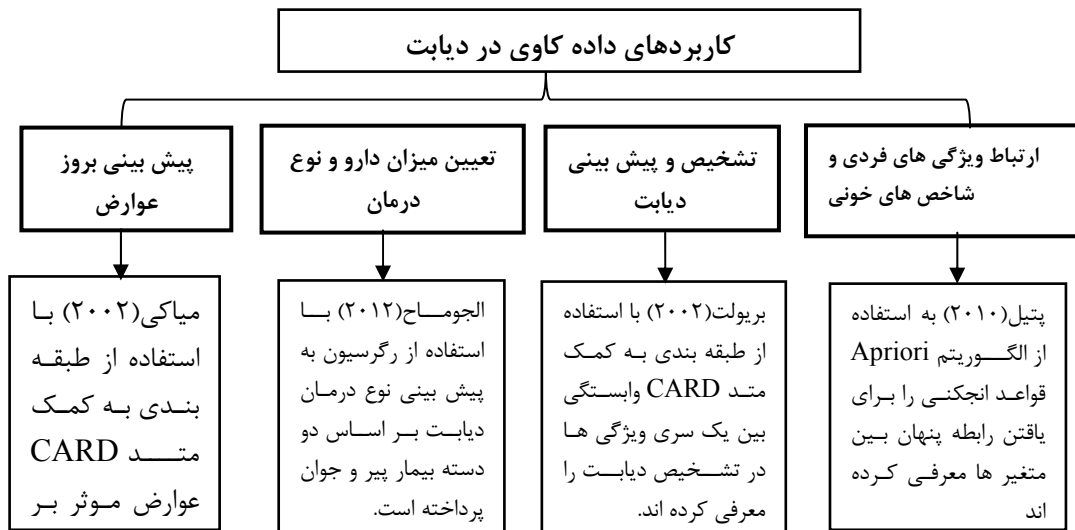 کاربردهای داده کاوی در دیابت
ارتباط ویژگی های فردی و
شاخص های خونی
تشخیص و پیش بینی
دیابت
تعیین میزان دارو و نوع
درمان
پیش بینی بروز
عوارض
پتیل(۲۰۱۰) به استفاده
از الگوریتم Apriori
قواعد انجکنی را برای
یافتن رابطه پنهان بین
متغیر ها معرفی کرده
اند
بریولت(۲۰۰۲) با استفاده
از طبقه بندی به کمک
متد CARD وابستگی
بین یک سری ویژگی ها
در تشخیص دیابت را
معرفی کرده اند.
الجوماح(۲۰۱۲) با
استفاده از رگرسیون به
پیش بینی نوع درمان
دیابت بر اساس دو
دسته بیمار پیر و جوان
پرداخته است.
میاکی(۲۰۰۲) با
استفاده از طبقه
بندی به کمک
متد CARD
عوارض موثر بر